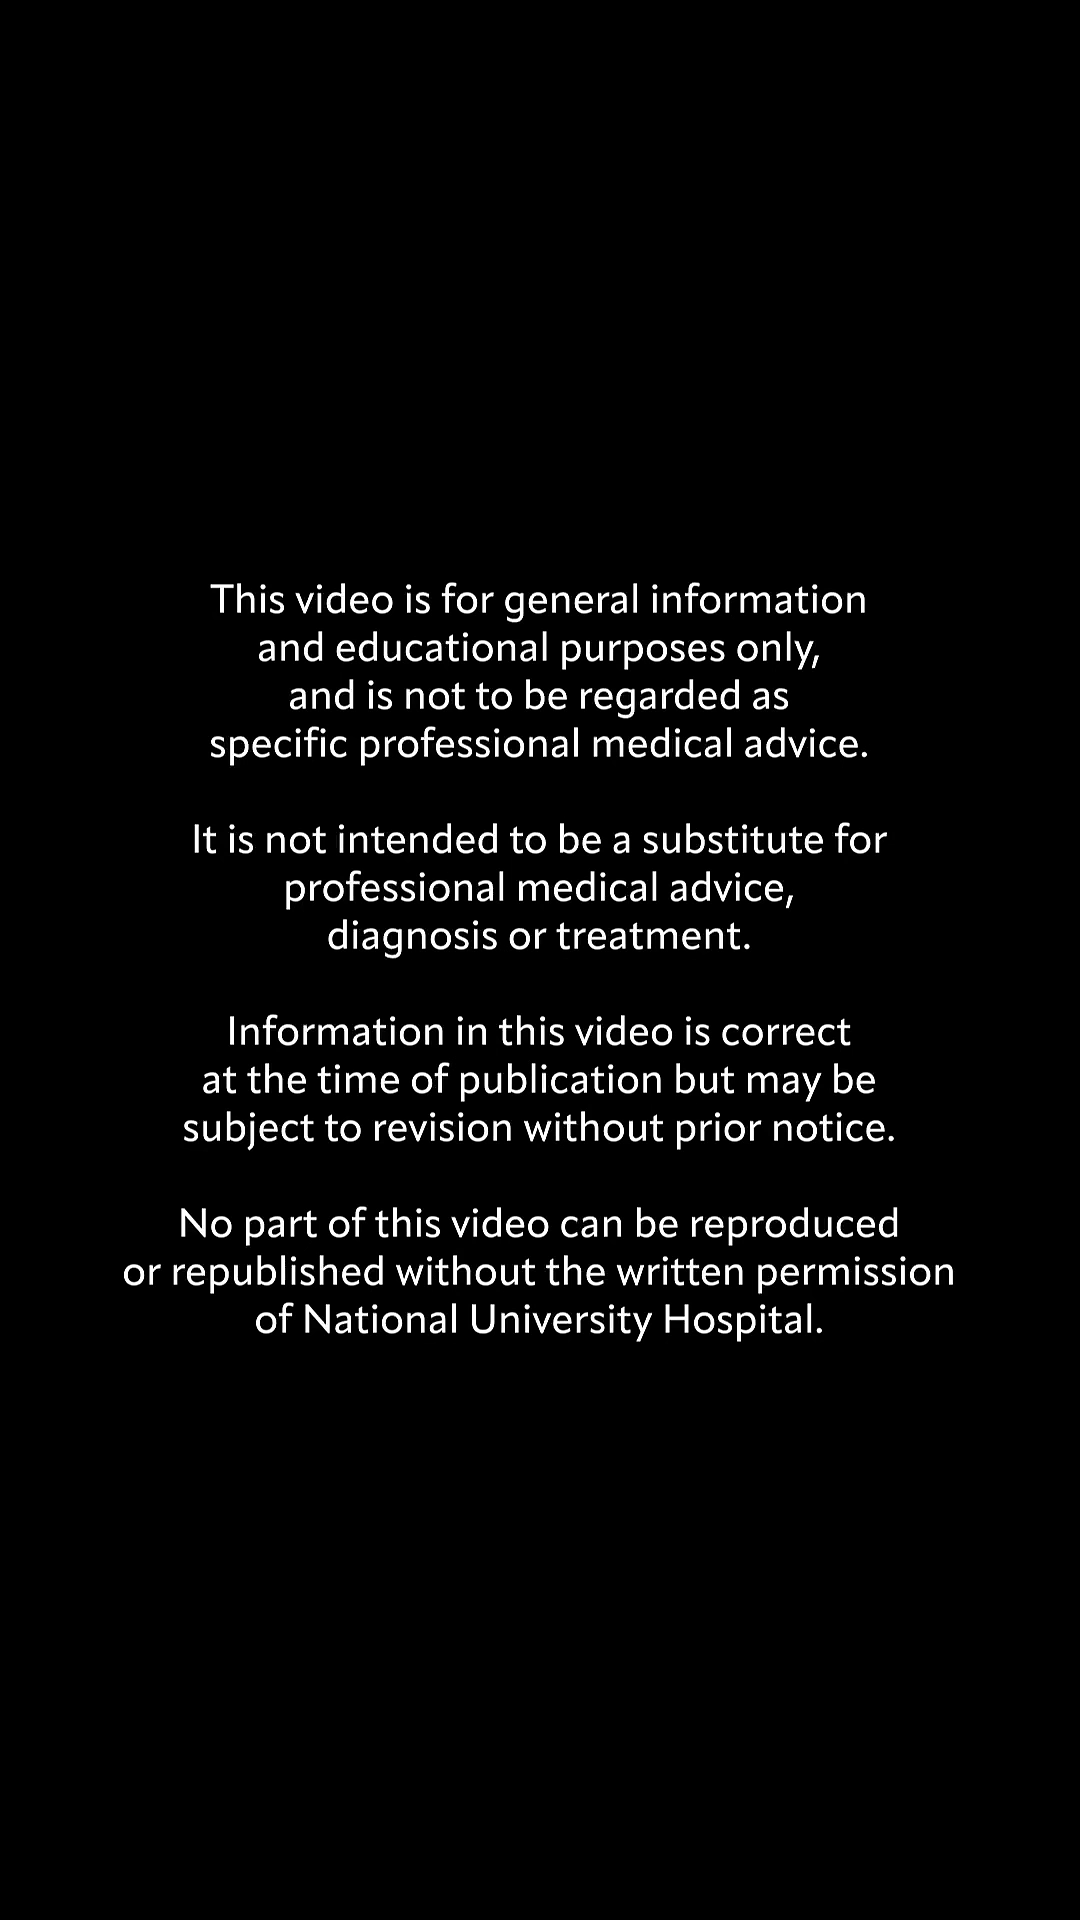 This video is for general information
and educational purposes only,
and is not to be regarded as
specific professional medical advice.
It is not intended to be a substitute for
professional medical advice,
diagnosis or treatment.
Information in this video is correct
at the time of publication but may be
subject to revision without prior notice.
No part of this video can be reproduced
or republished without the written permission
of National University Hospital.